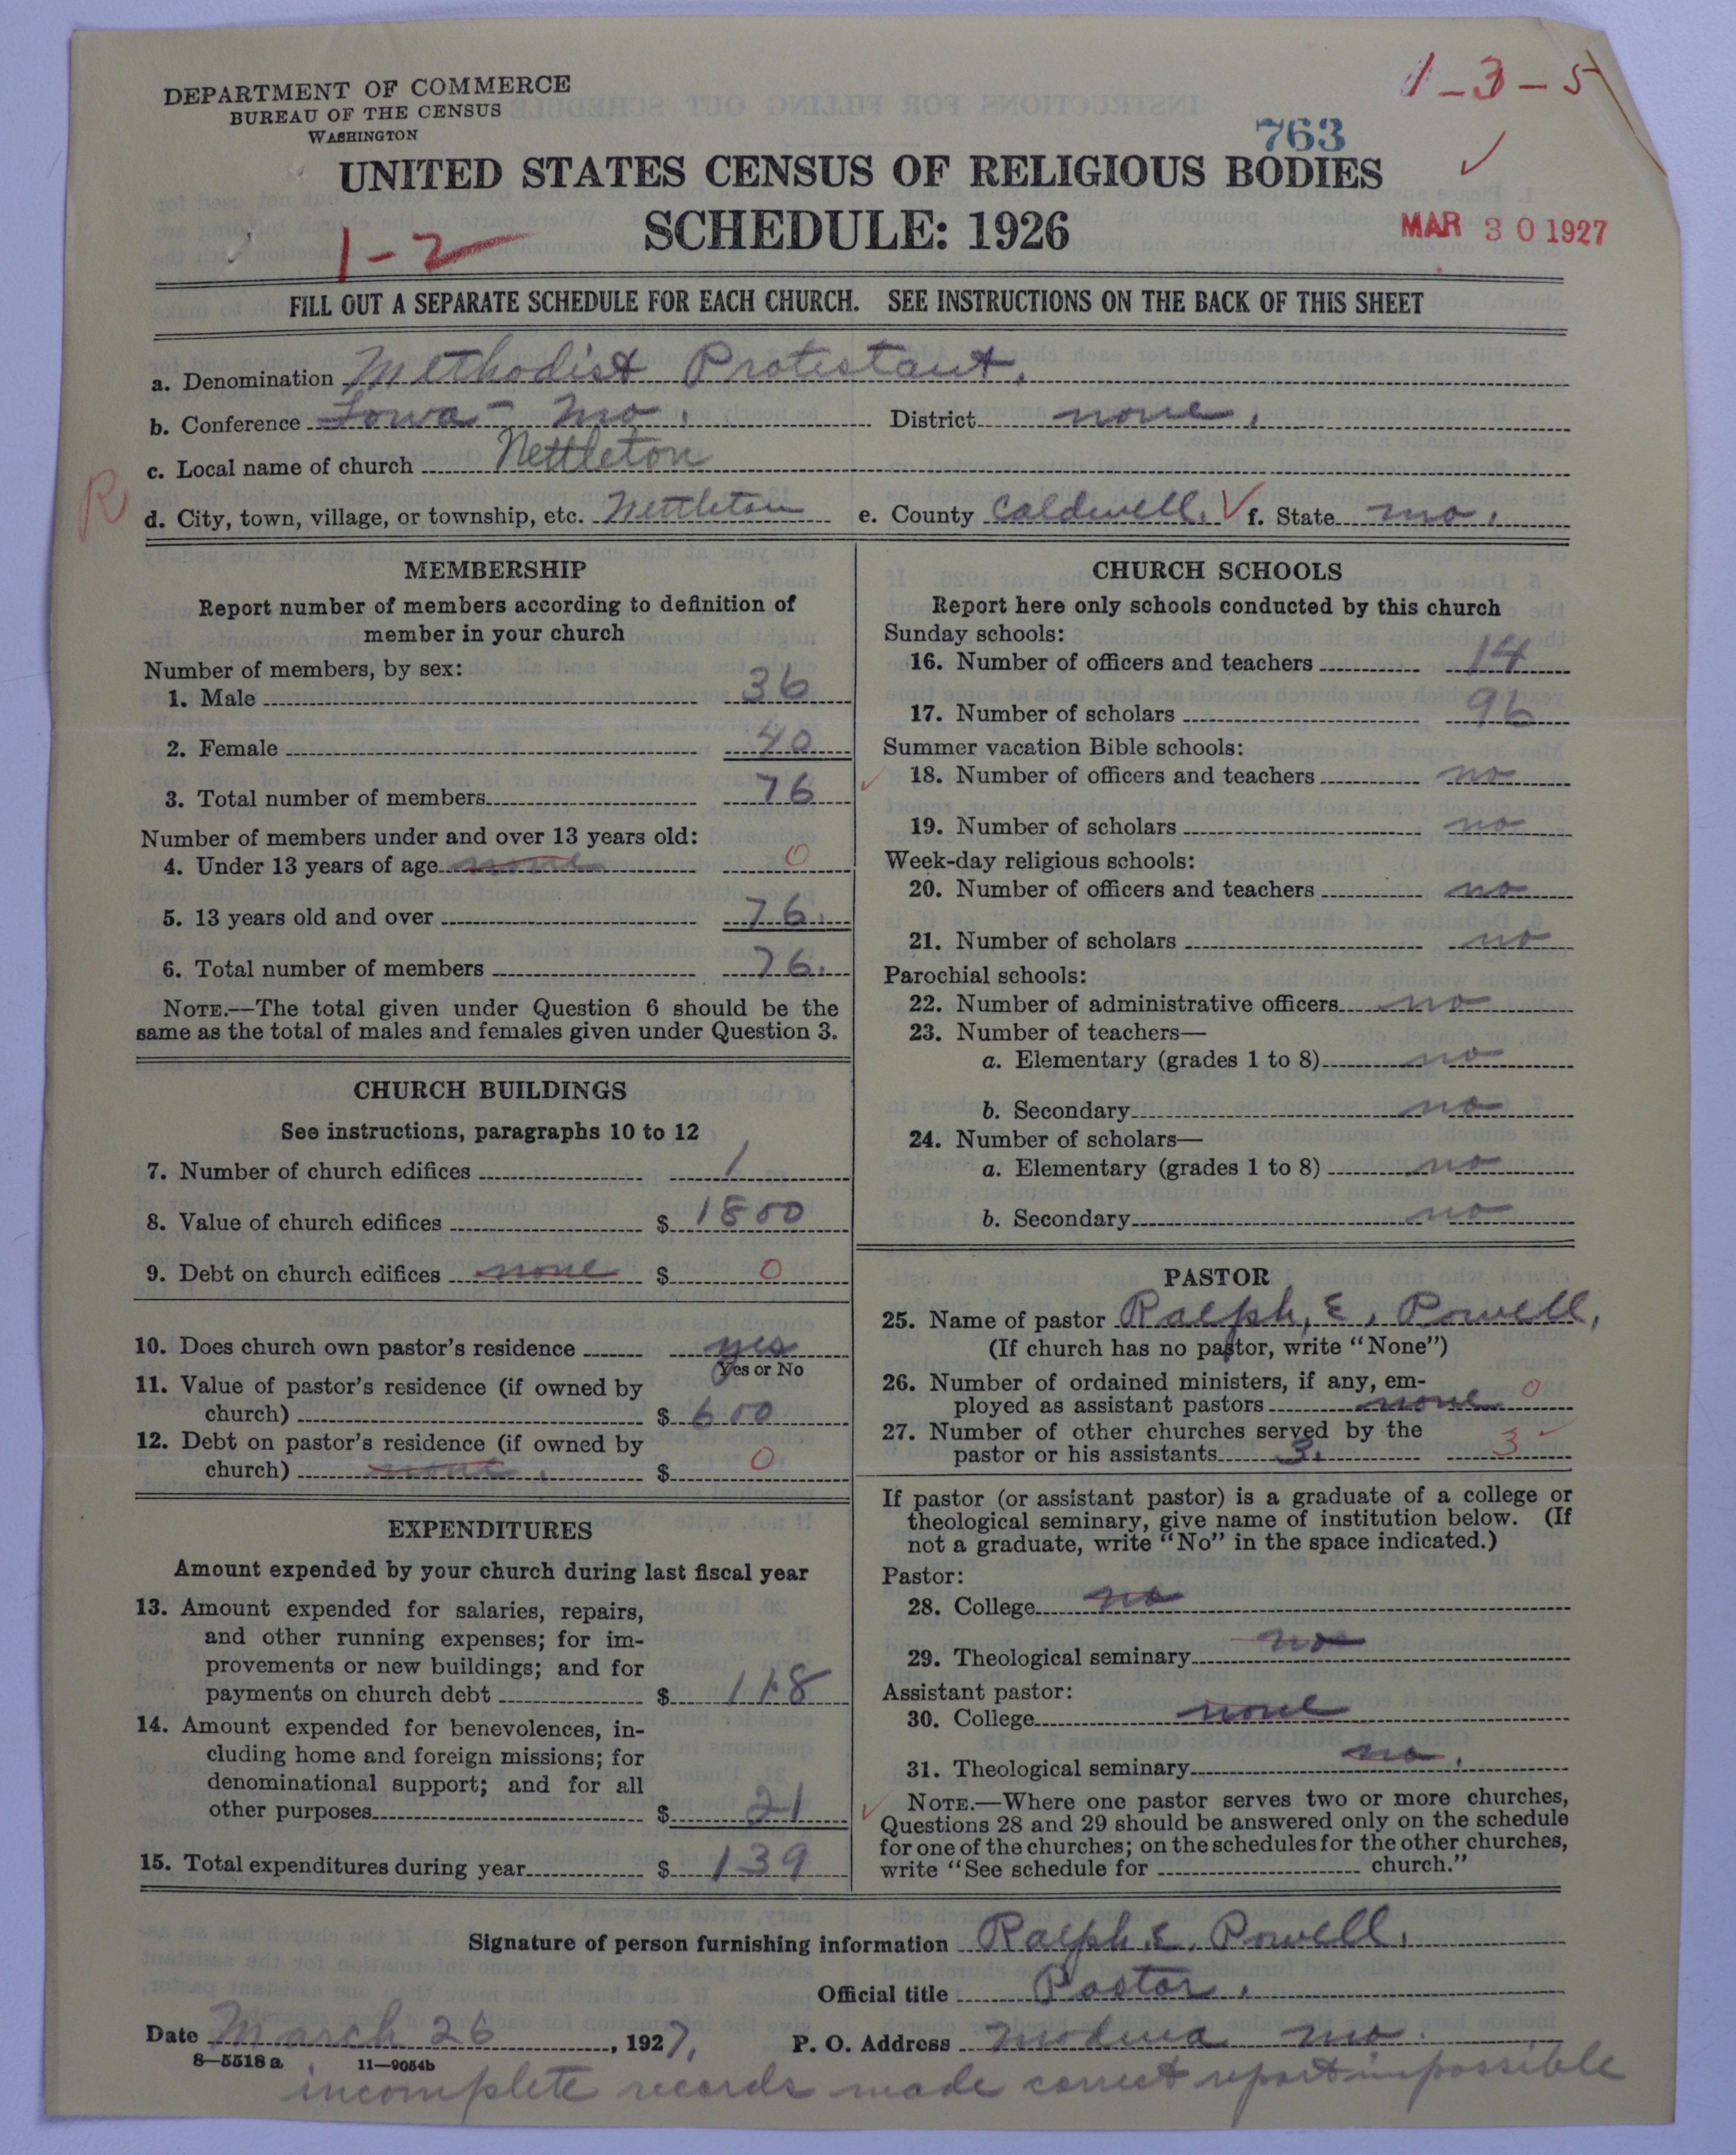 1-3-5
DEPARTMENT OF COMMERCE
BUREAU OF THE CENSUS
WASHINGTON
763
UNITED STATES CENSUS OF RELIGIOUS BODIES
SCHEDULE: 1926
MAR 30 1927
1-2
FILL OUT A SEPARATE SCHEDULE FOR EACH CHURCH. SEE INSTRUCTIONS ON THE BACK OF THIS SHEET
a. Denomination Methodist Protestant.
b. Conference Iowa - Mo. District none.
c. Local name of church Nettleton
R
d. City, town, village, or township, etc. Nettleton e. County Caldwell. f. State Mo.
MEMBERSHIP
Report number of members according to definition of
member in your church
Number of members, by sex:
1. Male 36
2. Female 40
3. Total number of members 76
Number of members under and over 13 years old:
4. Under 13 years of age none 0
5. 13 years old and over 76.
6. Total number of members 76.
NOTE.—The total given under Question 6 should be the
same as the total of males and females given under Question 3.
CHURCH BUILDINGS
See instructions, paragraphs 10 to 12
7. Number of church edifices 1
8. Value of church edifices $ 1800
9. Debt on church edifices none $ 0
10. Does church own pastor's residence yes
Yes or No
11. Value of pastor's residence (if owned by
church) $ 600
12. Debt on pastor's residence (if owned by
church) none. $ 0
EXPENDITURES
Amount expended by your church during last fiscal year
13. Amount expended for salaries, repairs,
and other running expenses; for im-
provements or new buildings; and for
payments on church debt $ 118
14. Amount expended for benevolences, in-
cluding home and foreign missions; for
denominational support; and for all
other purposes $ 21
15. Total expenditures during year $ 139
CHURCH SCHOOLS
Report here only schools conducted by this church
Sunday schools:
16. Number of officers and teachers 14
17. Number of scholars 96
Summer vacation Bible schools:
18. Number of officers and teachers no
19. Number of scholars no
Week-day religious schools:
20. Number of officers and teachers no
21. Number of scholars no
Parochial schools:
22. Number of administrative officers no
23. Number of teachers—
a. Elementary (grades 1 to 8) no
b. Secondary no
24. Number of scholars—
a. Elementary (grades 1 to 8) no
b. Secondary no
PASTOR
25. Name of pastor Ralph, E, Powell,
(If church has no pastor, write "None")
26. Number of ordained ministers, if any, em-
ployed as assistant pastors none 0
27. Number of other churches served by the
pastor or his assistants 3. 3
If pastor (or assistant pastor) is a graduate of a college or
theological seminary, give name of institution below. (If
not a graduate, write "No" in the space indicated.)
Pastor:
28. College no
29. Theological seminary no
Assistant pastor:
30. College none
31. Theological seminary no.
NOTE.—Where one pastor serves two or more churches,
Questions 28 and 29 should be answered only on the schedule
for one of the churches; on the schedules for the other churches,
write "See schedule for church."
Signature of person furnishing information Ralph. E. Powell.
Official title Pastor.
Date March 26, 1927. P. O. Address Modena Mo.
8—5518 a 11—9054b
incomplete records made correct report impossible